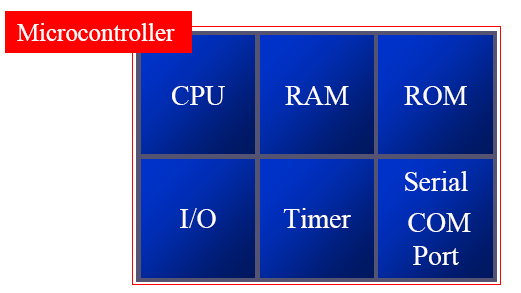 Microcontroller
CPU
RAM
ROM
I/O
Timer
Serial
COM
Port